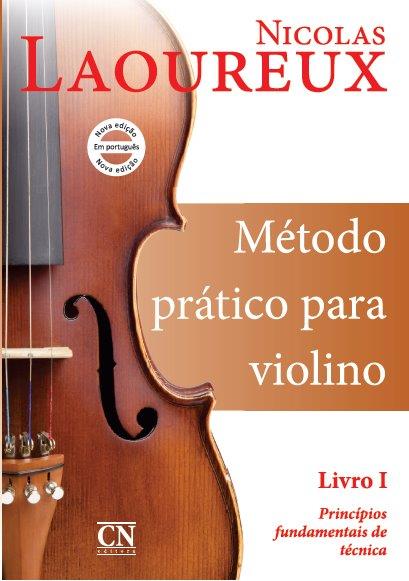 NICOLAS
LAOUREUX
Nova edição
Em português
Nova edição
Método
prático para
violino
Livro I
Princípios
fundamentais de
técnica
CN
editora